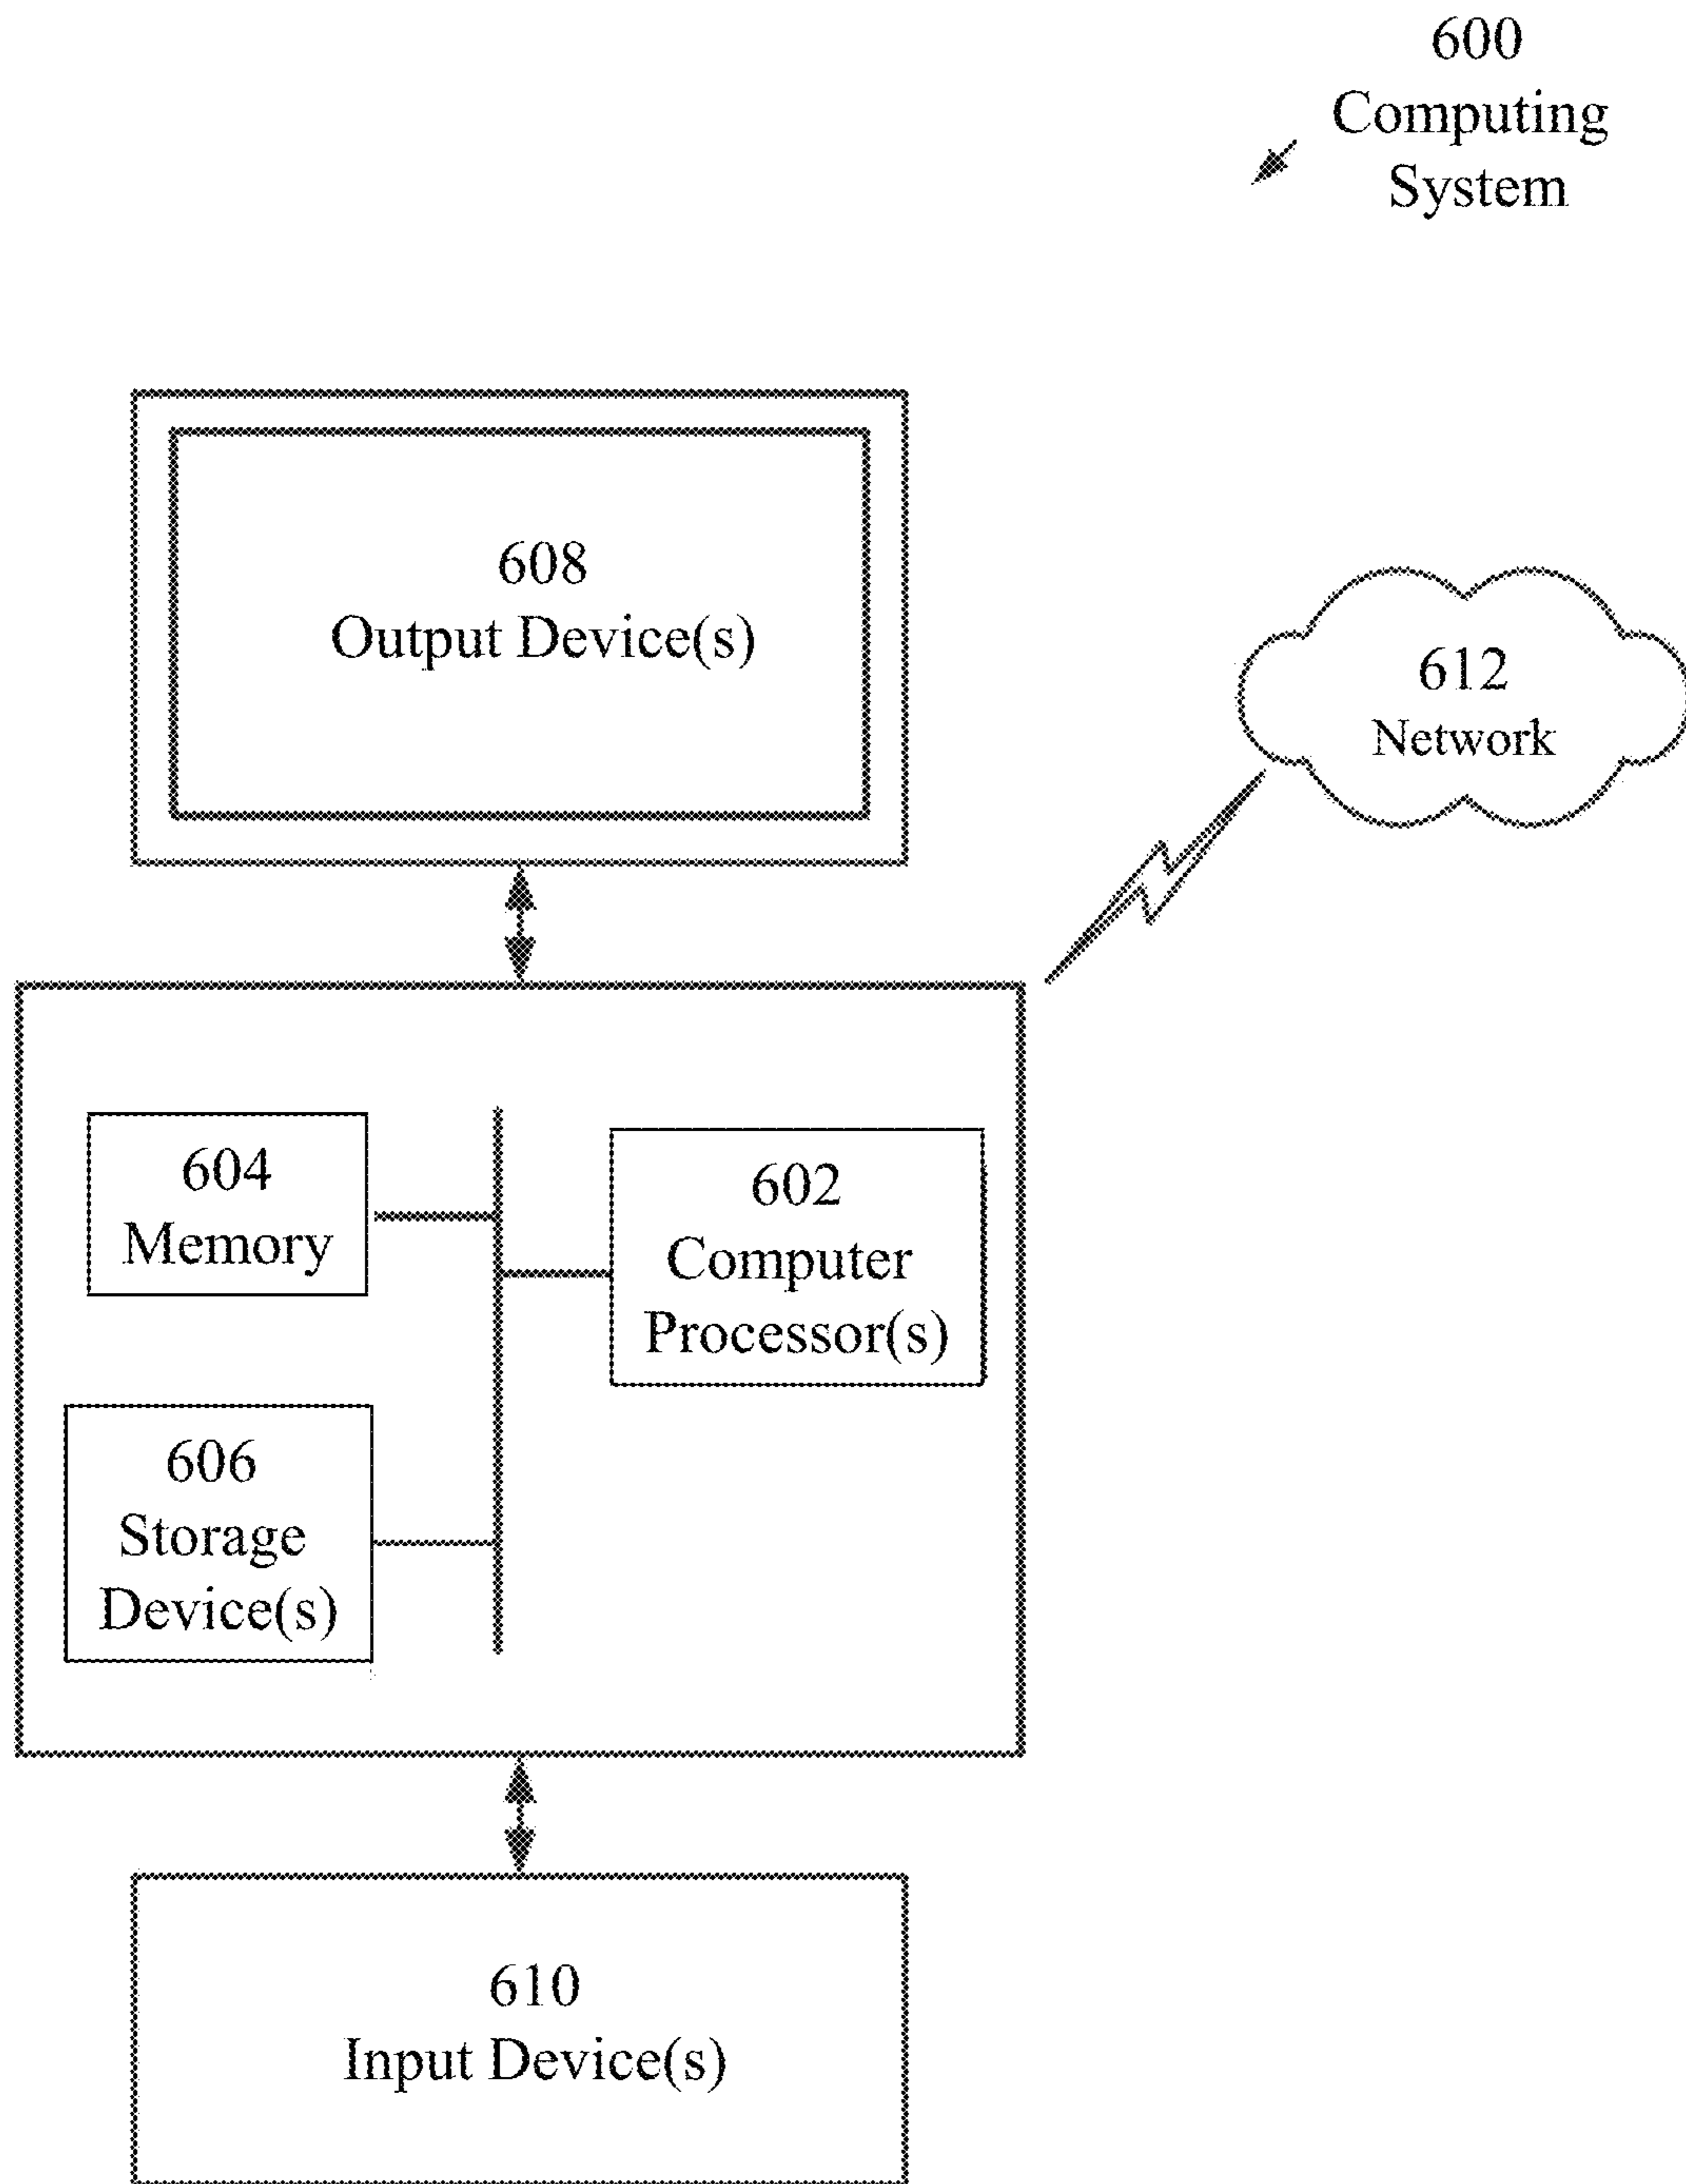 600
Computing
System
608
Output Device(s)
612
Network
604
Memory
602
Computer
Processor(s)
606
Storage
Device(s)
610
Input Device(s)